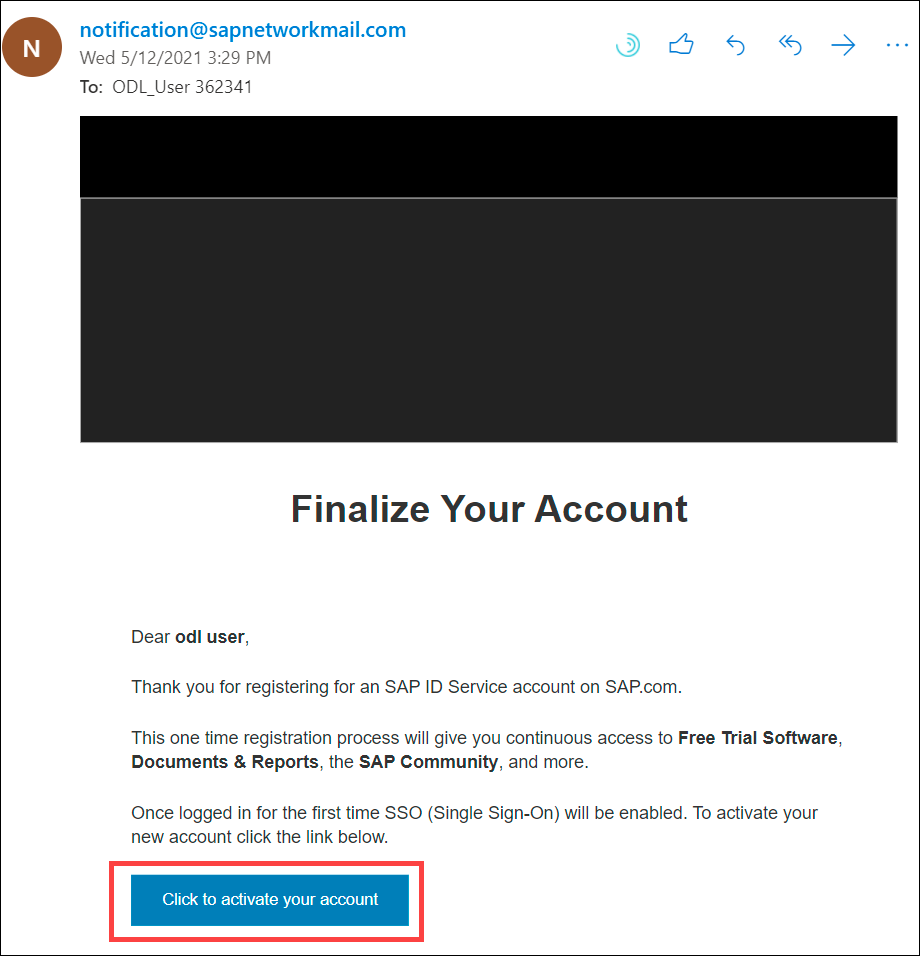 N
notification@sapnetworkmail.com
Wed 5/12/2021 3:29 PM
To: ODL_User 362341
Finalize Your Account
Dear odl user,
Thank you for registering for an SAP ID Service account on SAP.com.
This one time registration process will give you continuous access to Free Trial Software,
Documents & Reports, the SAP Community, and more.
Once logged in for the first time SSO (Single Sign-On) will be enabled. To activate your
new account click the link below.
Click to activate your account